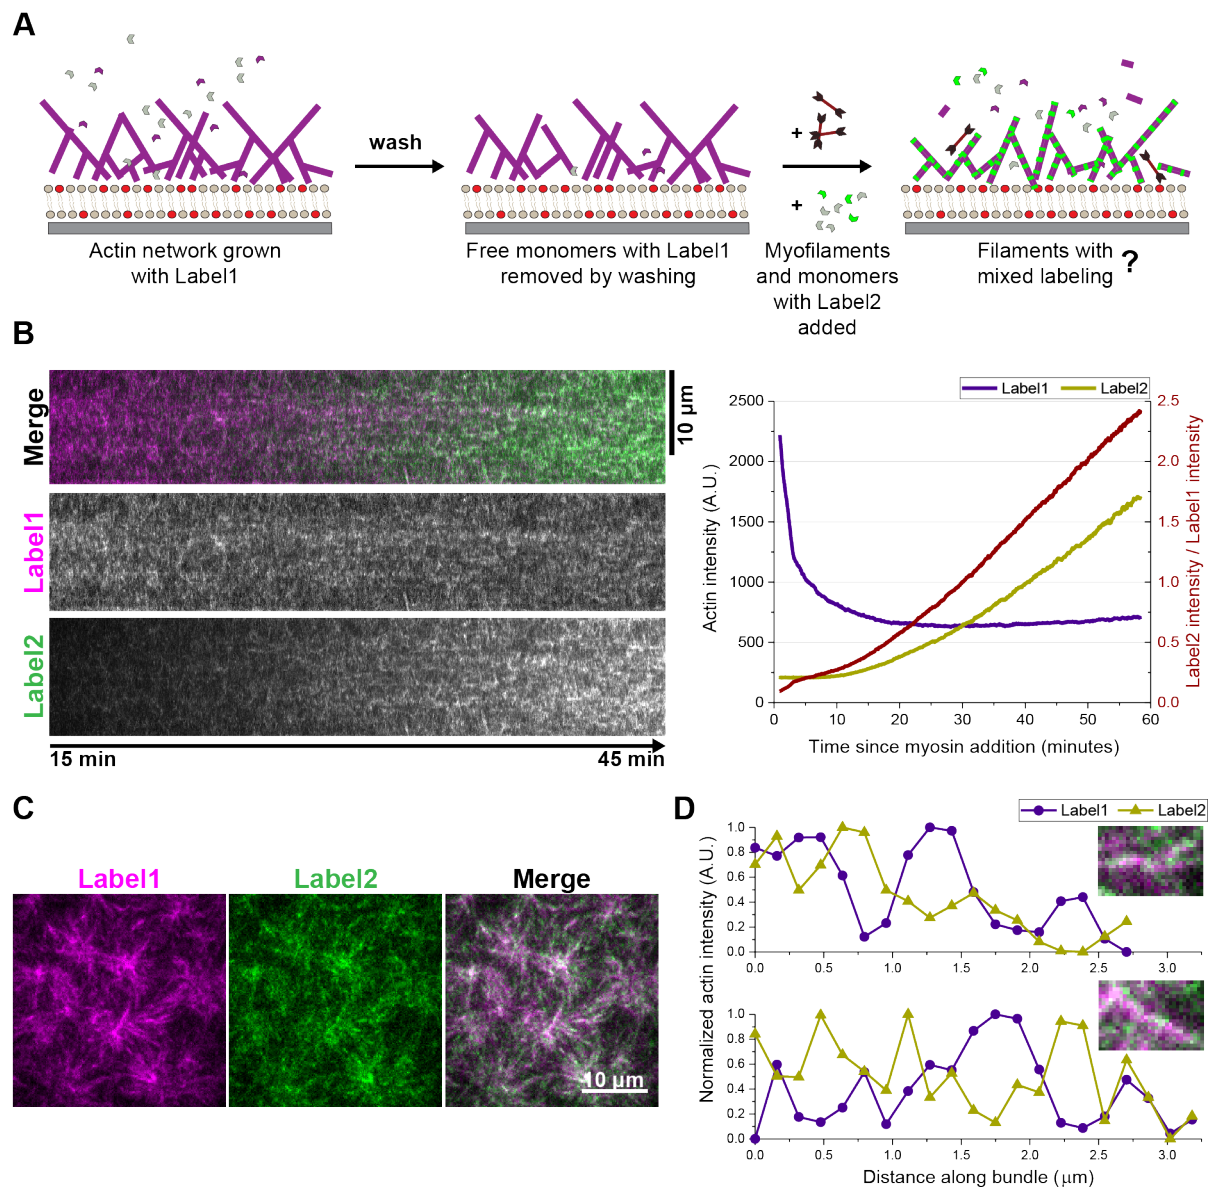 A
wash
+
+
Actin network grown
with Label1
Free monomers with Label1
removed by washing
Myofilaments
and monomers
with Label2
added
Filaments with
mixed labeling ?
B
Merge
Label1
Label2
10 µm
15 min
45 min
Label1
Label2
2500
2000
1500
1000
500
0
Actin intensity (A.U.)
2.5
2.0
1.5
1.0
0.5
0.0
Label2 intensity / Label1 intensity
0
10
20
30
40
50
60
Time since myosin addition (minutes)
C
Label1
Label2
Merge
10 µm
D
Label1
Label2
Normalized actin intensity (A.U.)
1.0
0.8
0.6
0.4
0.2
0.0
0.0
0.5
1.0
1.5
2.0
2.5
3.0
1.0
0.8
0.6
0.4
0.2
0.0
0.0
0.5
1.0
1.5
2.0
2.5
3.0
Distance along bundle (µm)